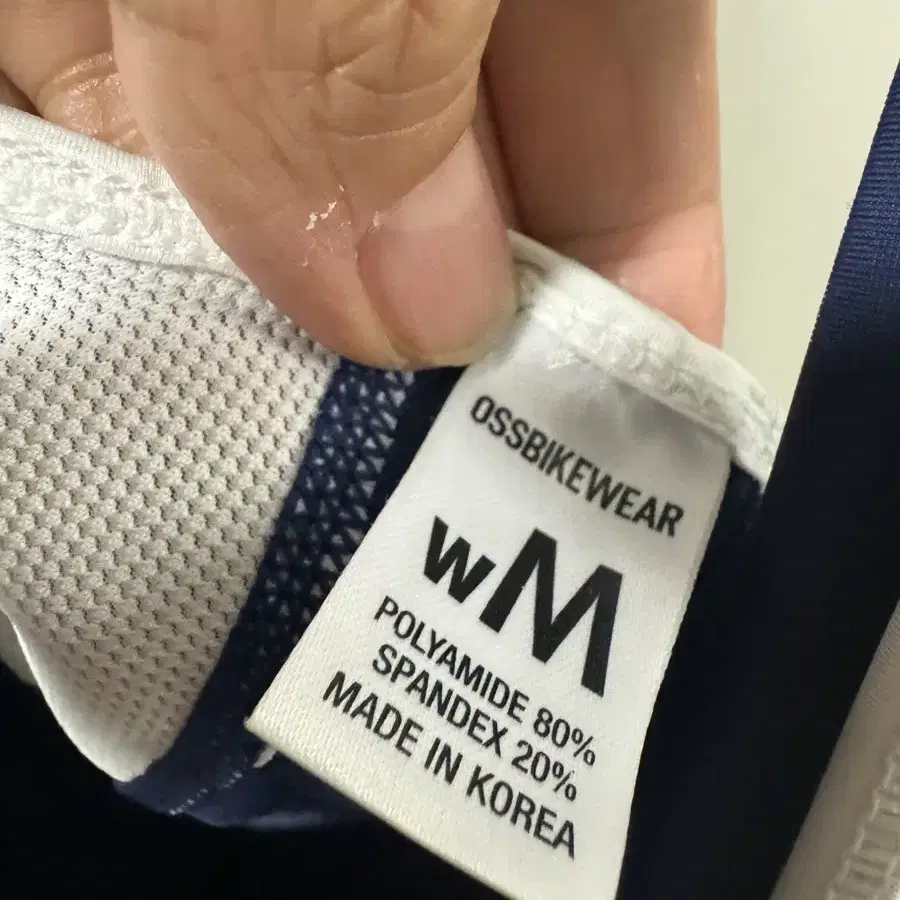 OSSBIKEWEAR
wM
POLYAMIDE 80%
SPANDEX 20%
MADE IN KOREA